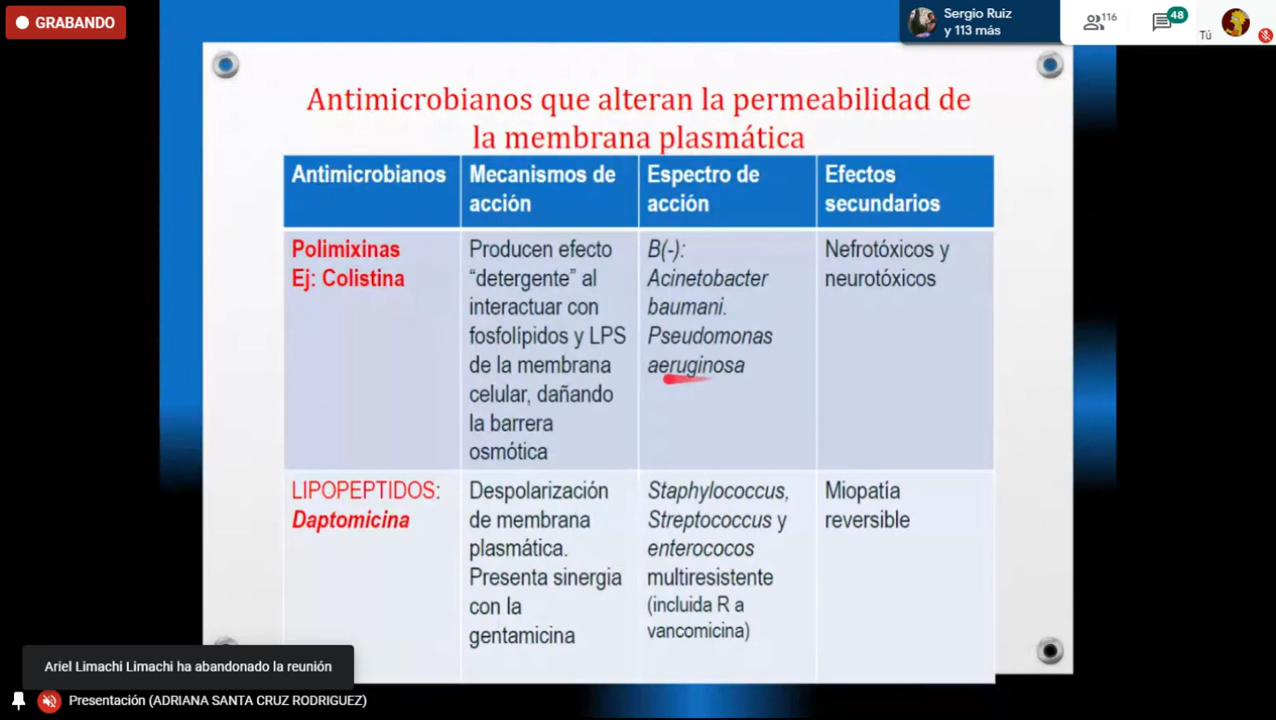 GRABANDO
Sergio Ruiz
y 113 más
116
48
Tú
Antimicrobianos que alteran la permeabilidad de
la membrana plasmática
Antimicrobianos
Mecanismos de
acción
Espectro de
acción
Efectos
secundarios
Polimixinas
Ej: Colistina
Producen efecto
“detergente” al
interactuar con
fosfolípidos y LPS
de la membrana
celular, dañando
la barrera
osmótica
B(-):
Acinetobacter
baumani.
Pseudomonas
aeruginosa
Nefrotóxicos y
neurotóxicos
LIPOPEPTIDOS:
Daptomicina
Despolarización
de membrana
plasmática.
Presenta sinergia
con la
gentamicina
Staphylococcus,
Streptococcus y
enterococos
multiresistente
(incluida R a
vancomicina)
Miopatía
reversible
Ariel Limachi Limachi ha abandonado la reunión
Presentación (ADRIANA SANTA CRUZ RODRIGUEZ)